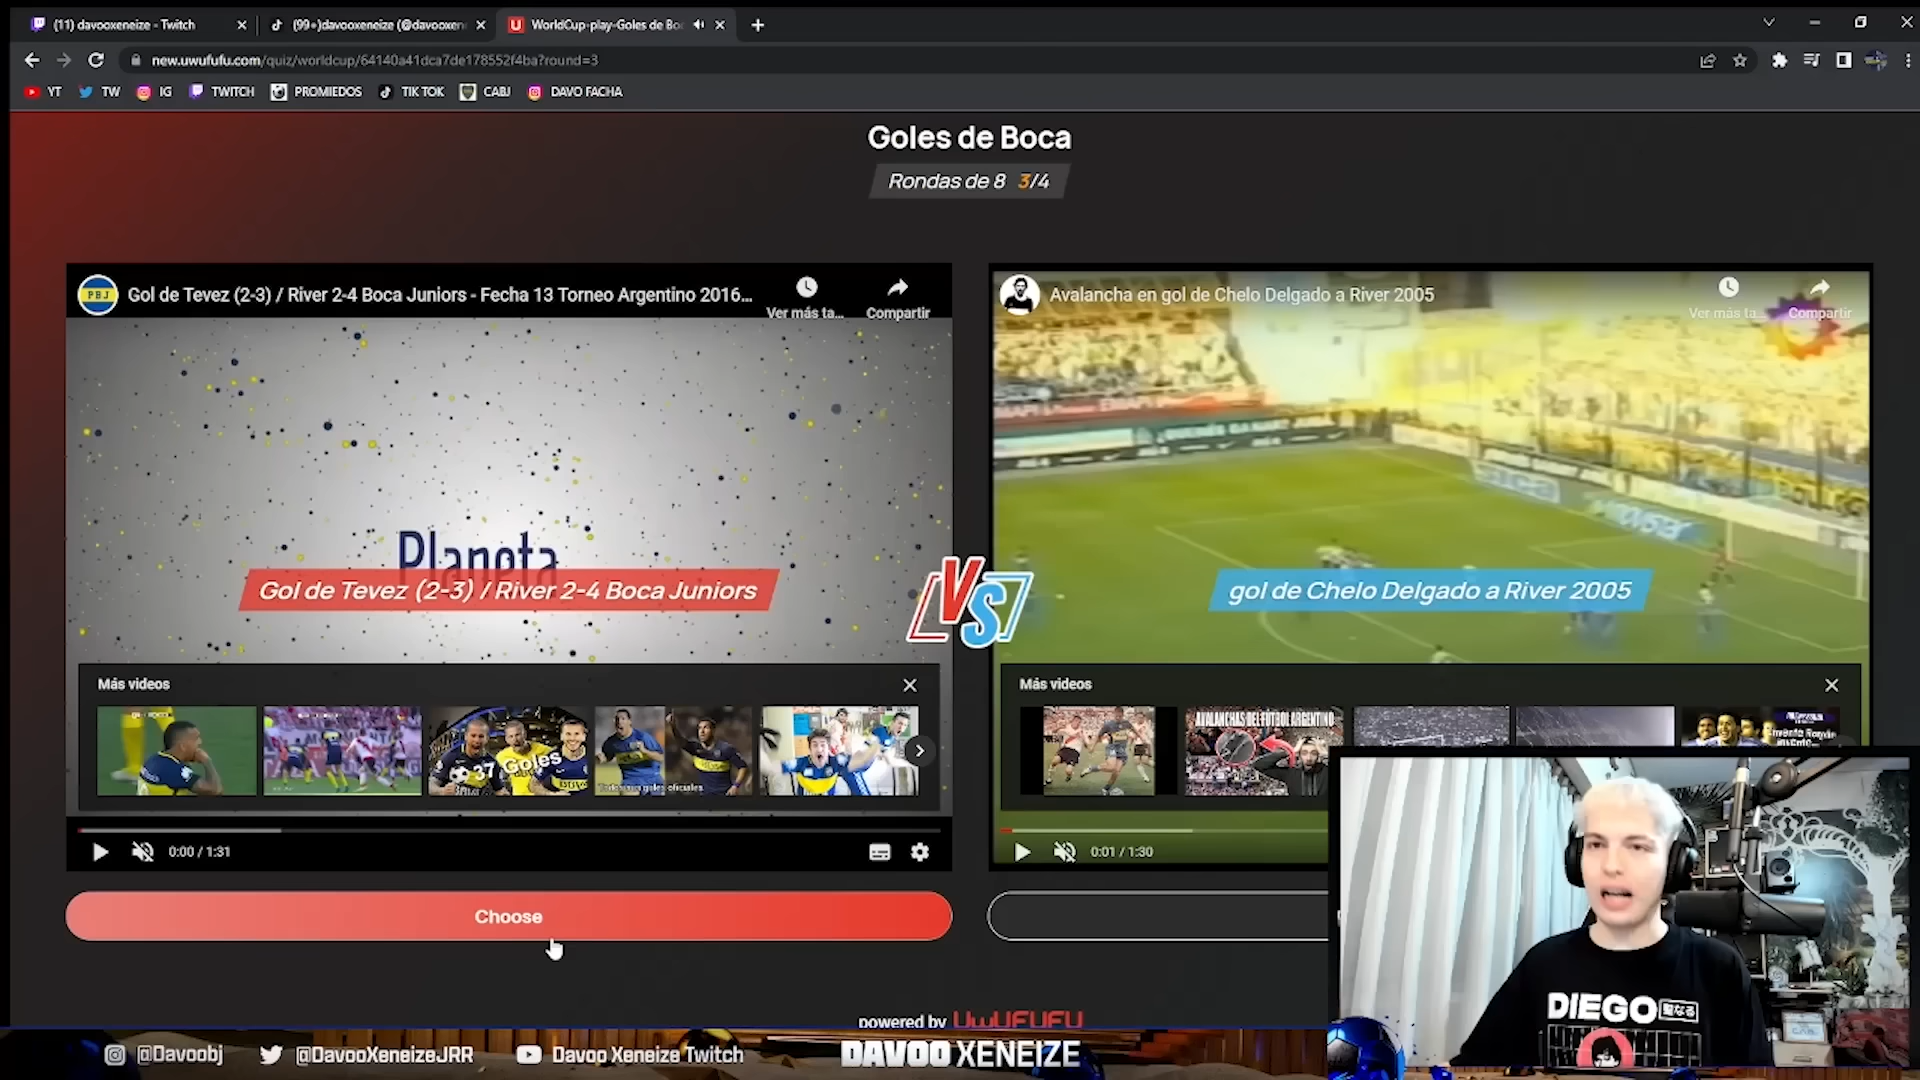 (11) davooxeneize - Twitch
(99+)davooxeneize (@davooxen
WorldCup-play-Goles de Bo
new.uwufufu.com/quiz/worldcup/64140a41dca7de178552f4ba?round=3
YT TW IG TWITCH PROMIEDOS TIK TOK CABJ DAVO FACHA
Goles de Boca
Rondas de 8 3/4
PBJ Gol de Tevez (2-3) / River 2-4 Boca Juniors - Fecha 13 Torneo Argentino 2016...
Ver más ta... Compartir
Avalancha en gol de Chelo Delgado a River 2005
Ver más ta... Compartir
Planeta
Gol de Tevez (2-3) / River 2-4 Boca Juniors
VS
gol de Chelo Delgado a River 2005
Más videos
37 Goles
Todos sus goles oficiales
Más videos
AVALANCHAS DEL FUTBOL ARGENTINO
0:00 / 1:31
0:01 / 1:30
Choose
DIEGO
powered by UWUFUFU
@Davoobj @DavooXeneizeJRR Davoo Xeneize Twitch DAVOO XENEIZE